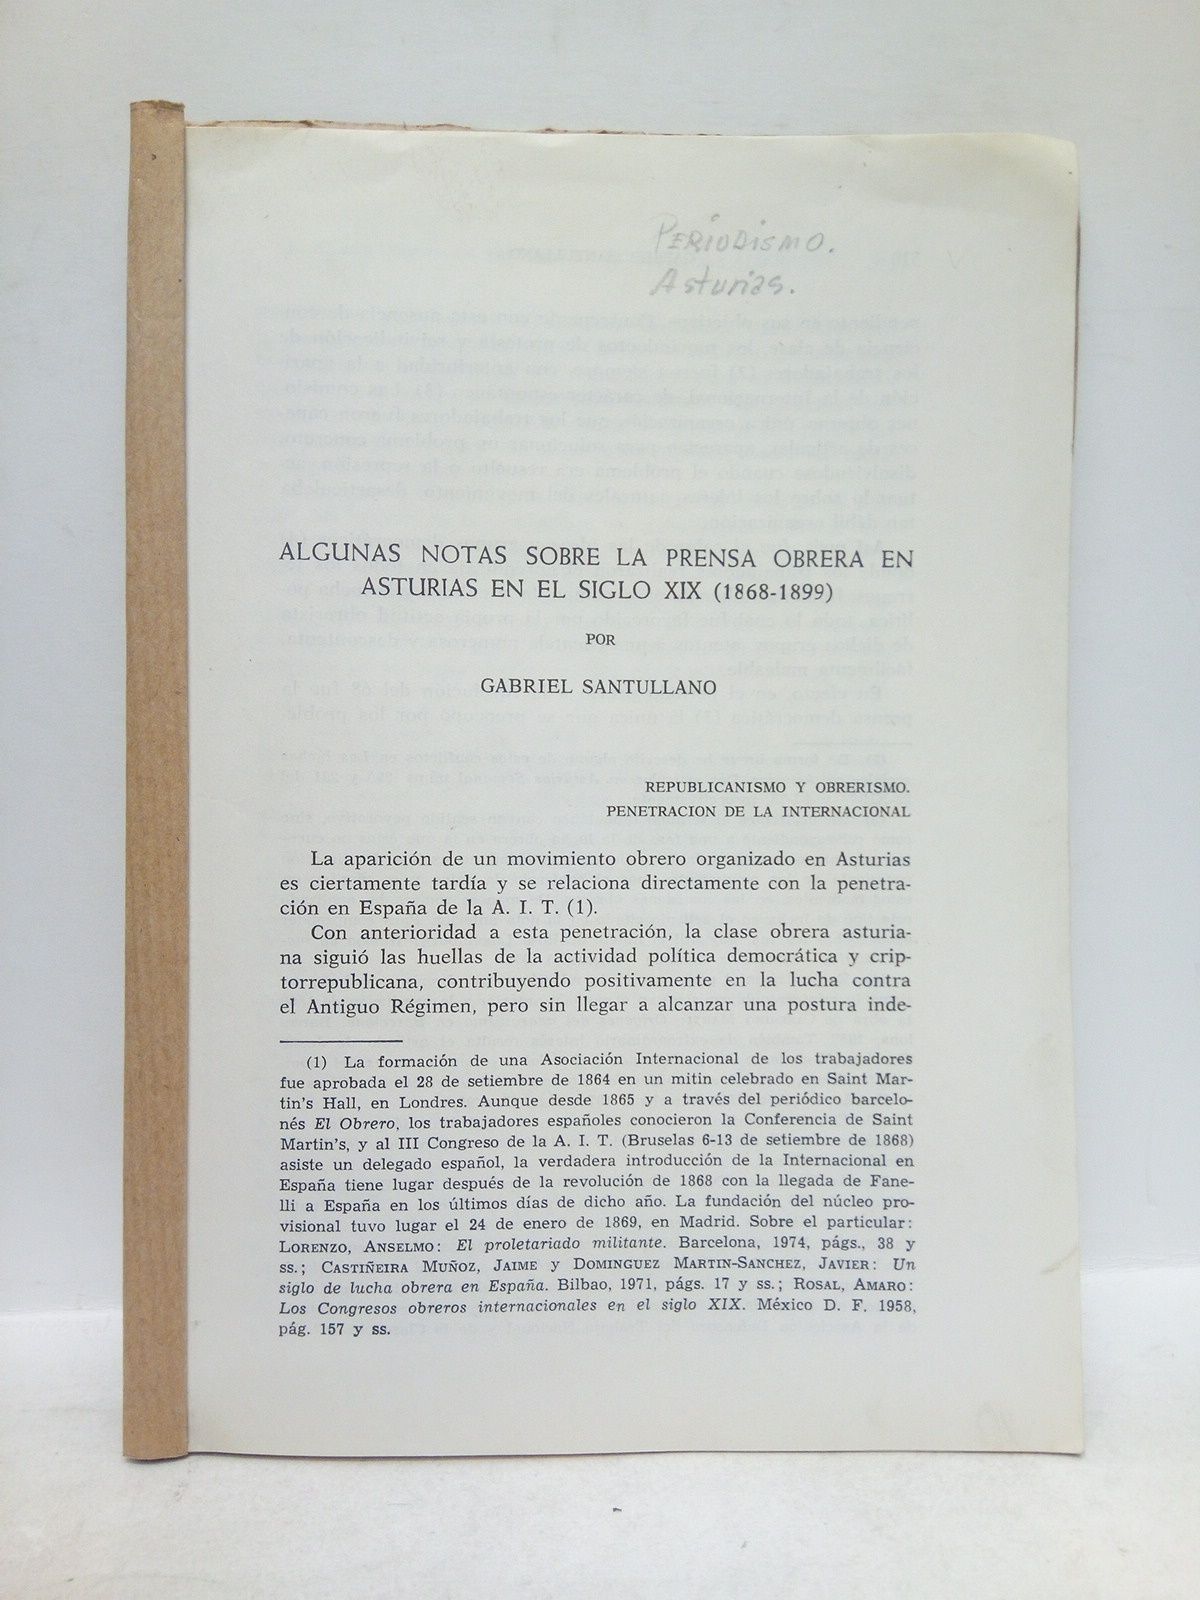 Periodismo.
Asturias.
ALGUNAS NOTAS SOBRE LA PRENSA OBRERA EN
ASTURIAS EN EL SIGLO XIX (1868-1899)
POR
GABRIEL SANTULLANO
REPUBLICANISMO Y OBRERISMO.
PENETRACION DE LA INTERNACIONAL
La aparición de un movimiento obrero organizado en Asturias
es ciertamente tardía y se relaciona directamente con la penetra-
ción en España de la A. I. T. (1).
Con anterioridad a esta penetración, la clase obrera asturia-
na siguió las huellas de la actividad política democrática y crip-
torrepublicana, contribuyendo positivamente en la lucha contra
el Antiguo Régimen, pero sin llegar a alcanzar una postura inde-
(1) La formación de una Asociación Internacional de los trabajadores
fue aprobada el 28 de setiembre de 1864 en un mitin celebrado en Saint Mar-
tin's Hall, en Londres. Aunque desde 1865 y a través del periódico barcelo-
nés El Obrero, los trabajadores españoles conocieron la Conferencia de Saint
Martin's, y al III Congreso de la A. I. T. (Bruselas 6-13 de setiembre de 1868)
asiste un delegado español, la verdadera introducción de la Internacional en
España tiene lugar después de la revolución de 1868 con la llegada de Fane-
lli a España en los últimos días de dicho año. La fundación del núcleo pro-
visional tuvo lugar el 24 de enero de 1869, en Madrid. Sobre el particular:
LORENZO, ANSELMO: El proletariado militante. Barcelona, 1974, págs., 38 y
ss.; CASTIÑEIRA MUÑOZ, JAIME y DOMINGUEZ MARTIN-SANCHEZ, JAVIER: Un
siglo de lucha obrera en España. Bilbao, 1971, págs. 17 y ss.; ROSAL, AMARO:
Los Congresos obreros internacionales en el siglo XIX. México D. F. 1958,
pág. 157 y ss.